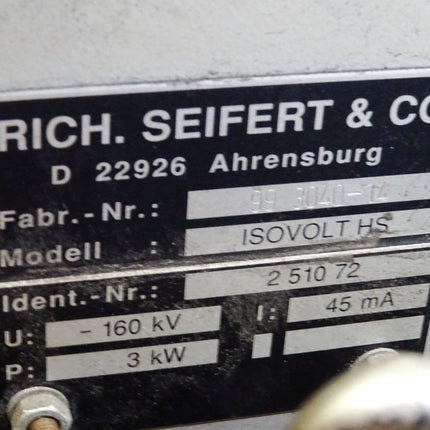 RICH. SEIFERT & CO
D 22926 Ahrensburg
Fabr.-Nr.: 99 3040-14
Modell : ISOVOLT HS
Ident.-Nr.: 2 510 72
U: - 160 kV I: 45 mA
P: 3 kW